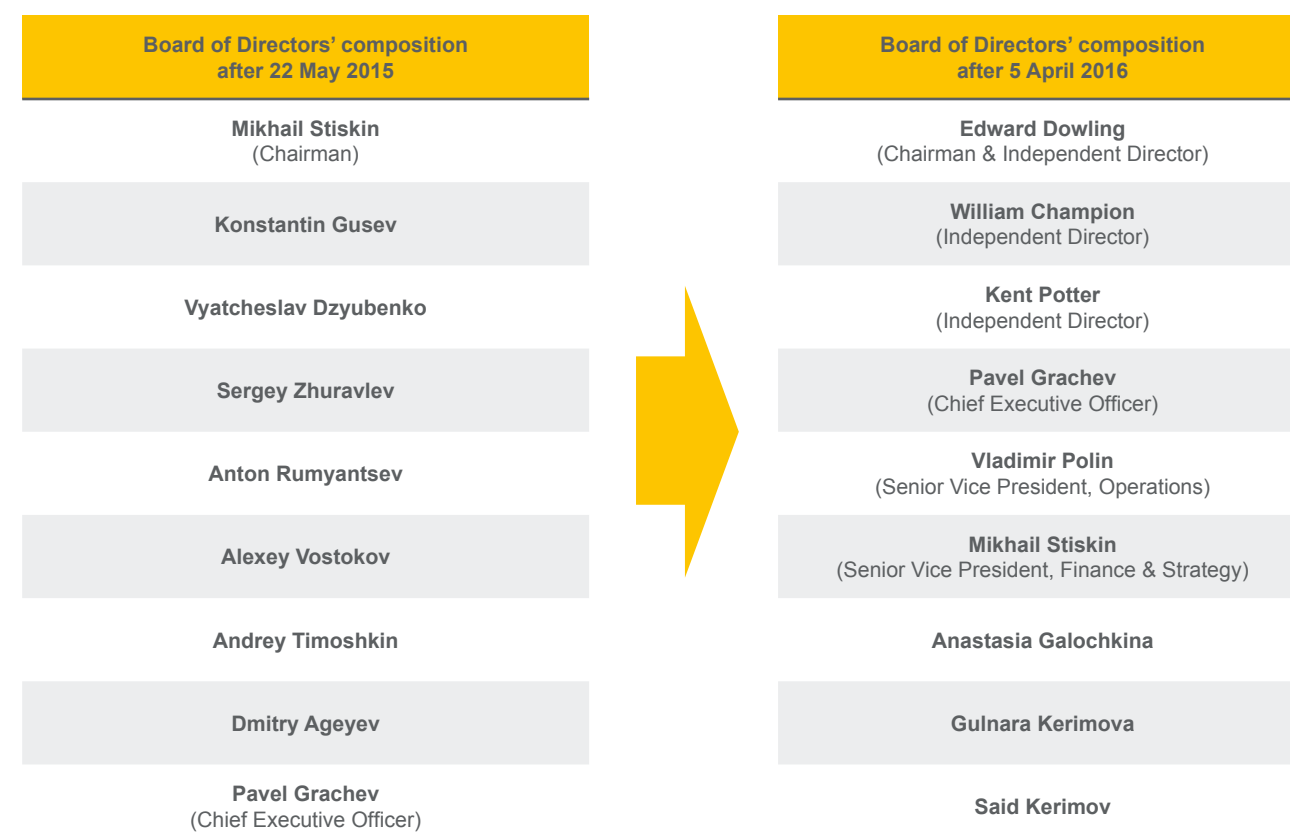 Board of Directors’ composition
after 22 May 2015
Mikhail Stiskin
(Chairman)
Konstantin Gusev
Vyatcheslav Dzyubenko
Sergey Zhuravlev
Anton Rumyantsev
Alexey Vostokov
Andrey Timoshkin
Dmitry Ageyev
Pavel Grachev
(Chief Executive Officer)
Board of Directors’ composition
after 5 April 2016
Edward Dowling
(Chairman & Independent Director)
William Champion
(Independent Director)
Kent Potter
(Independent Director)
Pavel Grachev
(Chief Executive Officer)
Vladimir Polin
(Senior Vice President, Operations)
Mikhail Stiskin
(Senior Vice President, Finance & Strategy)
Anastasia Galochkina
Gulnara Kerimova
Said Kerimov